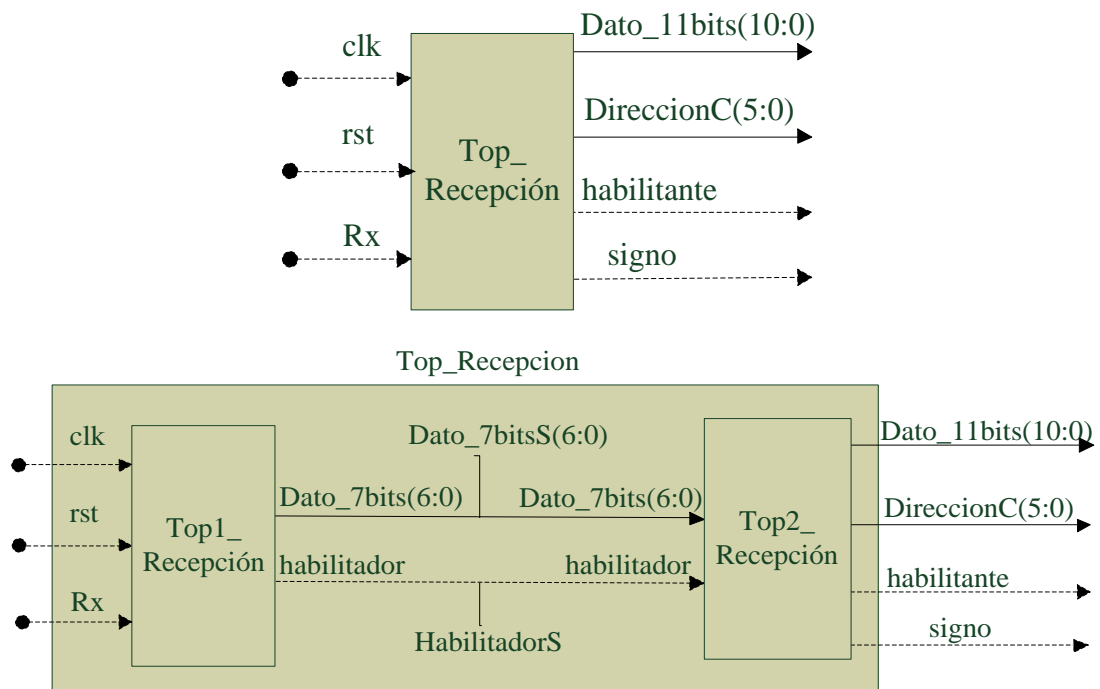 Dato_11bits(10:0)
clk
DireccionC(5:0)
rst
Top_
Recepción
habilitante
Rx
signo
Top_Recepcion
clk
Dato_7bitsS(6:0)
Dato_11bits(10:0)
Dato_7bits(6:0)
Dato_7bits(6:0)
rst
Top1_
Recepción
Top2_
Recepción
DireccionC(5:0)
habilitador
habilitador
habilitante
Rx
HabilitadorS
signo